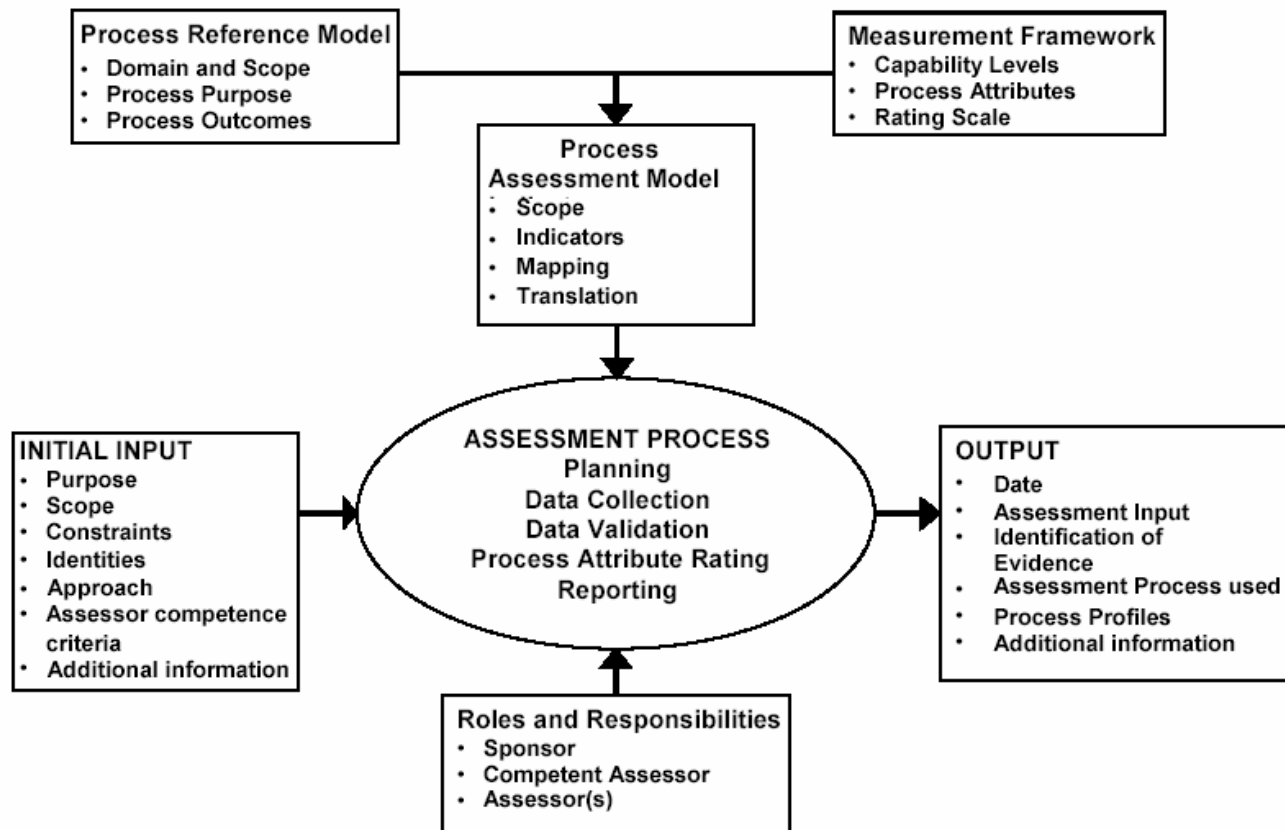 Process Reference Model
• Domain and Scope
• Process Purpose
• Process Outcomes
Measurement Framework
• Capability Levels
• Process Attributes
• Rating Scale
Process
Assessment Model
• Scope
• Indicators
• Mapping
• Translation
INITIAL INPUT
• Purpose
• Scope
• Constraints
• Identities
• Approach
• Assessor competence
criteria
• Additional information
ASSESSMENT PROCESS
Planning
Data Collection
Data Validation
Process Attribute Rating
Reporting
OUTPUT
• Date
• Assessment Input
• Identification of
Evidence
• Assessment Process used
• Process Profiles
• Additional information
Roles and Responsibilities
• Sponsor
• Competent Assessor
• Assessor(s)